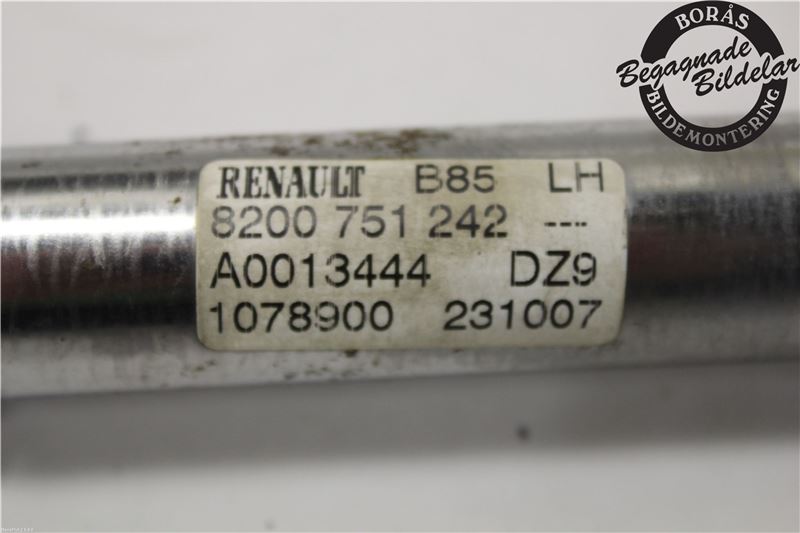 BORÅS
Begagnade
Bildelar
BILDEMONTERING
RENAULT B85 LH
8200 751 242 ----
A0013444 DZ9
1078900 231007